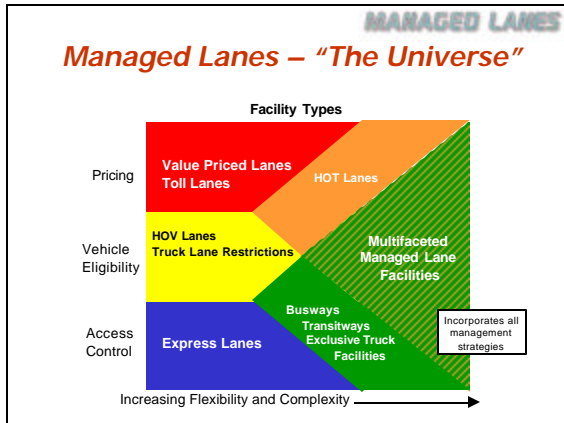 MANAGED LANES
Managed Lanes – “The Universe”
Facility Types
Pricing
Value Priced Lanes
Toll Lanes
HOT Lanes
Vehicle
Eligibility
HOV Lanes
Truck Lane Restrictions
Multifaceted
Managed Lane
Facilities
Access
Control
Express Lanes
Busways
Transitways
Exclusive Truck
Facilities
Incorporates all
management
strategies
Increasing Flexibility and Complexity